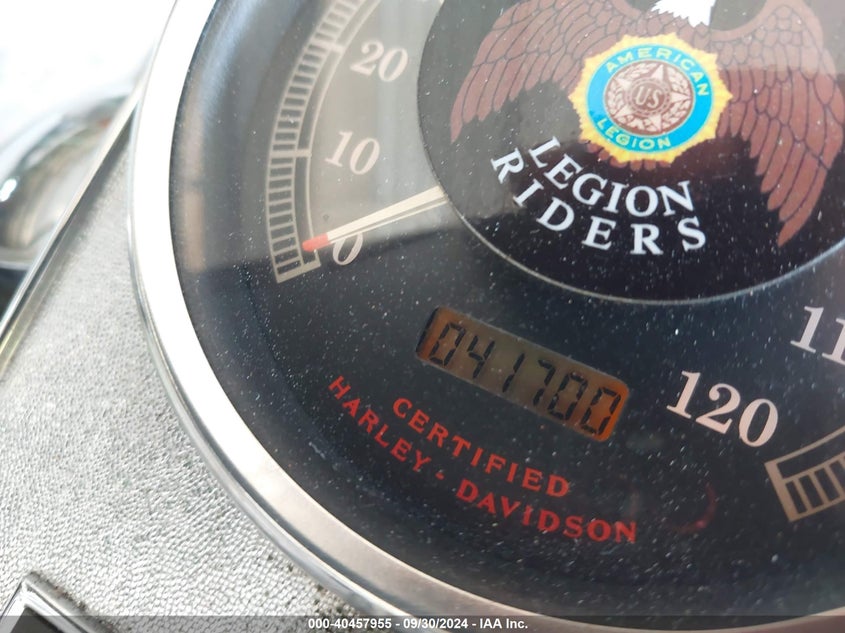 20
10
0
AMERICAN
US
LEGION
LEGION
RIDERS
041700
11
120
CERTIFIED
HARLEY - DAVIDSON
000-40457955 - 09/30/2024 - IAA Inc.